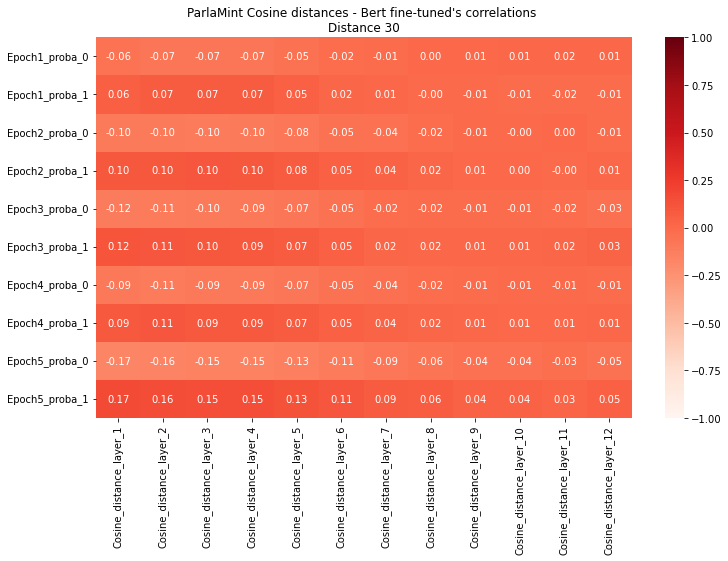 ParlaMint Cosine distances - Bert fine-tuned's correlations
Distance 30
Epoch1_proba_0 -0.06 -0.07 -0.07 -0.07 -0.05 -0.02 -0.01 0.00 0.01 0.01 0.02 0.01
Epoch1_proba_1 0.06 0.07 0.07 0.07 0.05 0.02 0.01 -0.00 -0.01 -0.01 -0.02 -0.01
Epoch2_proba_0 -0.10 -0.10 -0.10 -0.10 -0.08 -0.05 -0.04 -0.02 -0.01 -0.00 0.00 -0.01
Epoch2_proba_1 0.10 0.10 0.10 0.10 0.08 0.05 0.04 0.02 0.01 0.00 -0.00 0.01
Epoch3_proba_0 -0.12 -0.11 -0.10 -0.09 -0.07 -0.05 -0.02 -0.02 -0.01 -0.01 -0.02 -0.03
Epoch3_proba_1 0.12 0.11 0.10 0.09 0.07 0.05 0.02 0.02 0.01 0.01 0.02 0.03
Epoch4_proba_0 -0.09 -0.11 -0.09 -0.09 -0.07 -0.05 -0.04 -0.02 -0.01 -0.01 -0.01 -0.01
Epoch4_proba_1 0.09 0.11 0.09 0.09 0.07 0.05 0.04 0.02 0.01 0.01 0.01 0.01
Epoch5_proba_0 -0.17 -0.16 -0.15 -0.15 -0.13 -0.11 -0.09 -0.06 -0.04 -0.04 -0.03 -0.05
Epoch5_proba_1 0.17 0.16 0.15 0.15 0.13 0.11 0.09 0.06 0.04 0.04 0.03 0.05
Cosine_distance_layer_1
Cosine_distance_layer_2
Cosine_distance_layer_3
Cosine_distance_layer_4
Cosine_distance_layer_5
Cosine_distance_layer_6
Cosine_distance_layer_7
Cosine_distance_layer_8
Cosine_distance_layer_9
Cosine_distance_layer_10
Cosine_distance_layer_11
Cosine_distance_layer_12
1.00
0.75
0.50
0.25
0.00
−0.25
−0.50
−0.75
−1.00